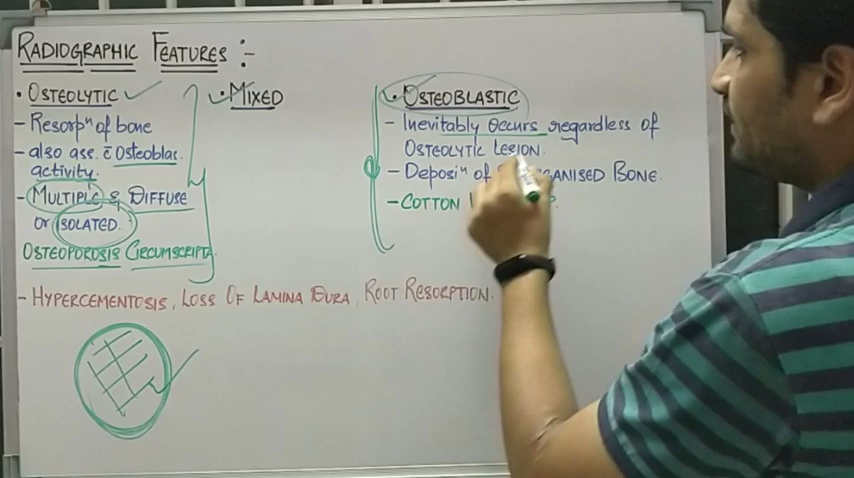 RADIOGRAPHIC FEATURES :-
• OSTEOLYTIC
- Resorpⁿ of bone
- also ass. c̄ Osteoblas. activity.
- MULTIPLE & DIFFUSE
or ISOLATED.
OSTEOPOROSIS CIRCUMSCRIPTA
• MIXED
• OSTEOBLASTIC
- Inevitably Occurs regardless of
OSTEOLYTIC LESION.
- Deposiⁿ of ANISED BONE.
- COTTON
- HYPERCEMENTOSIS, LOSS OF LAMINA DURA, ROOT RESORPTION.